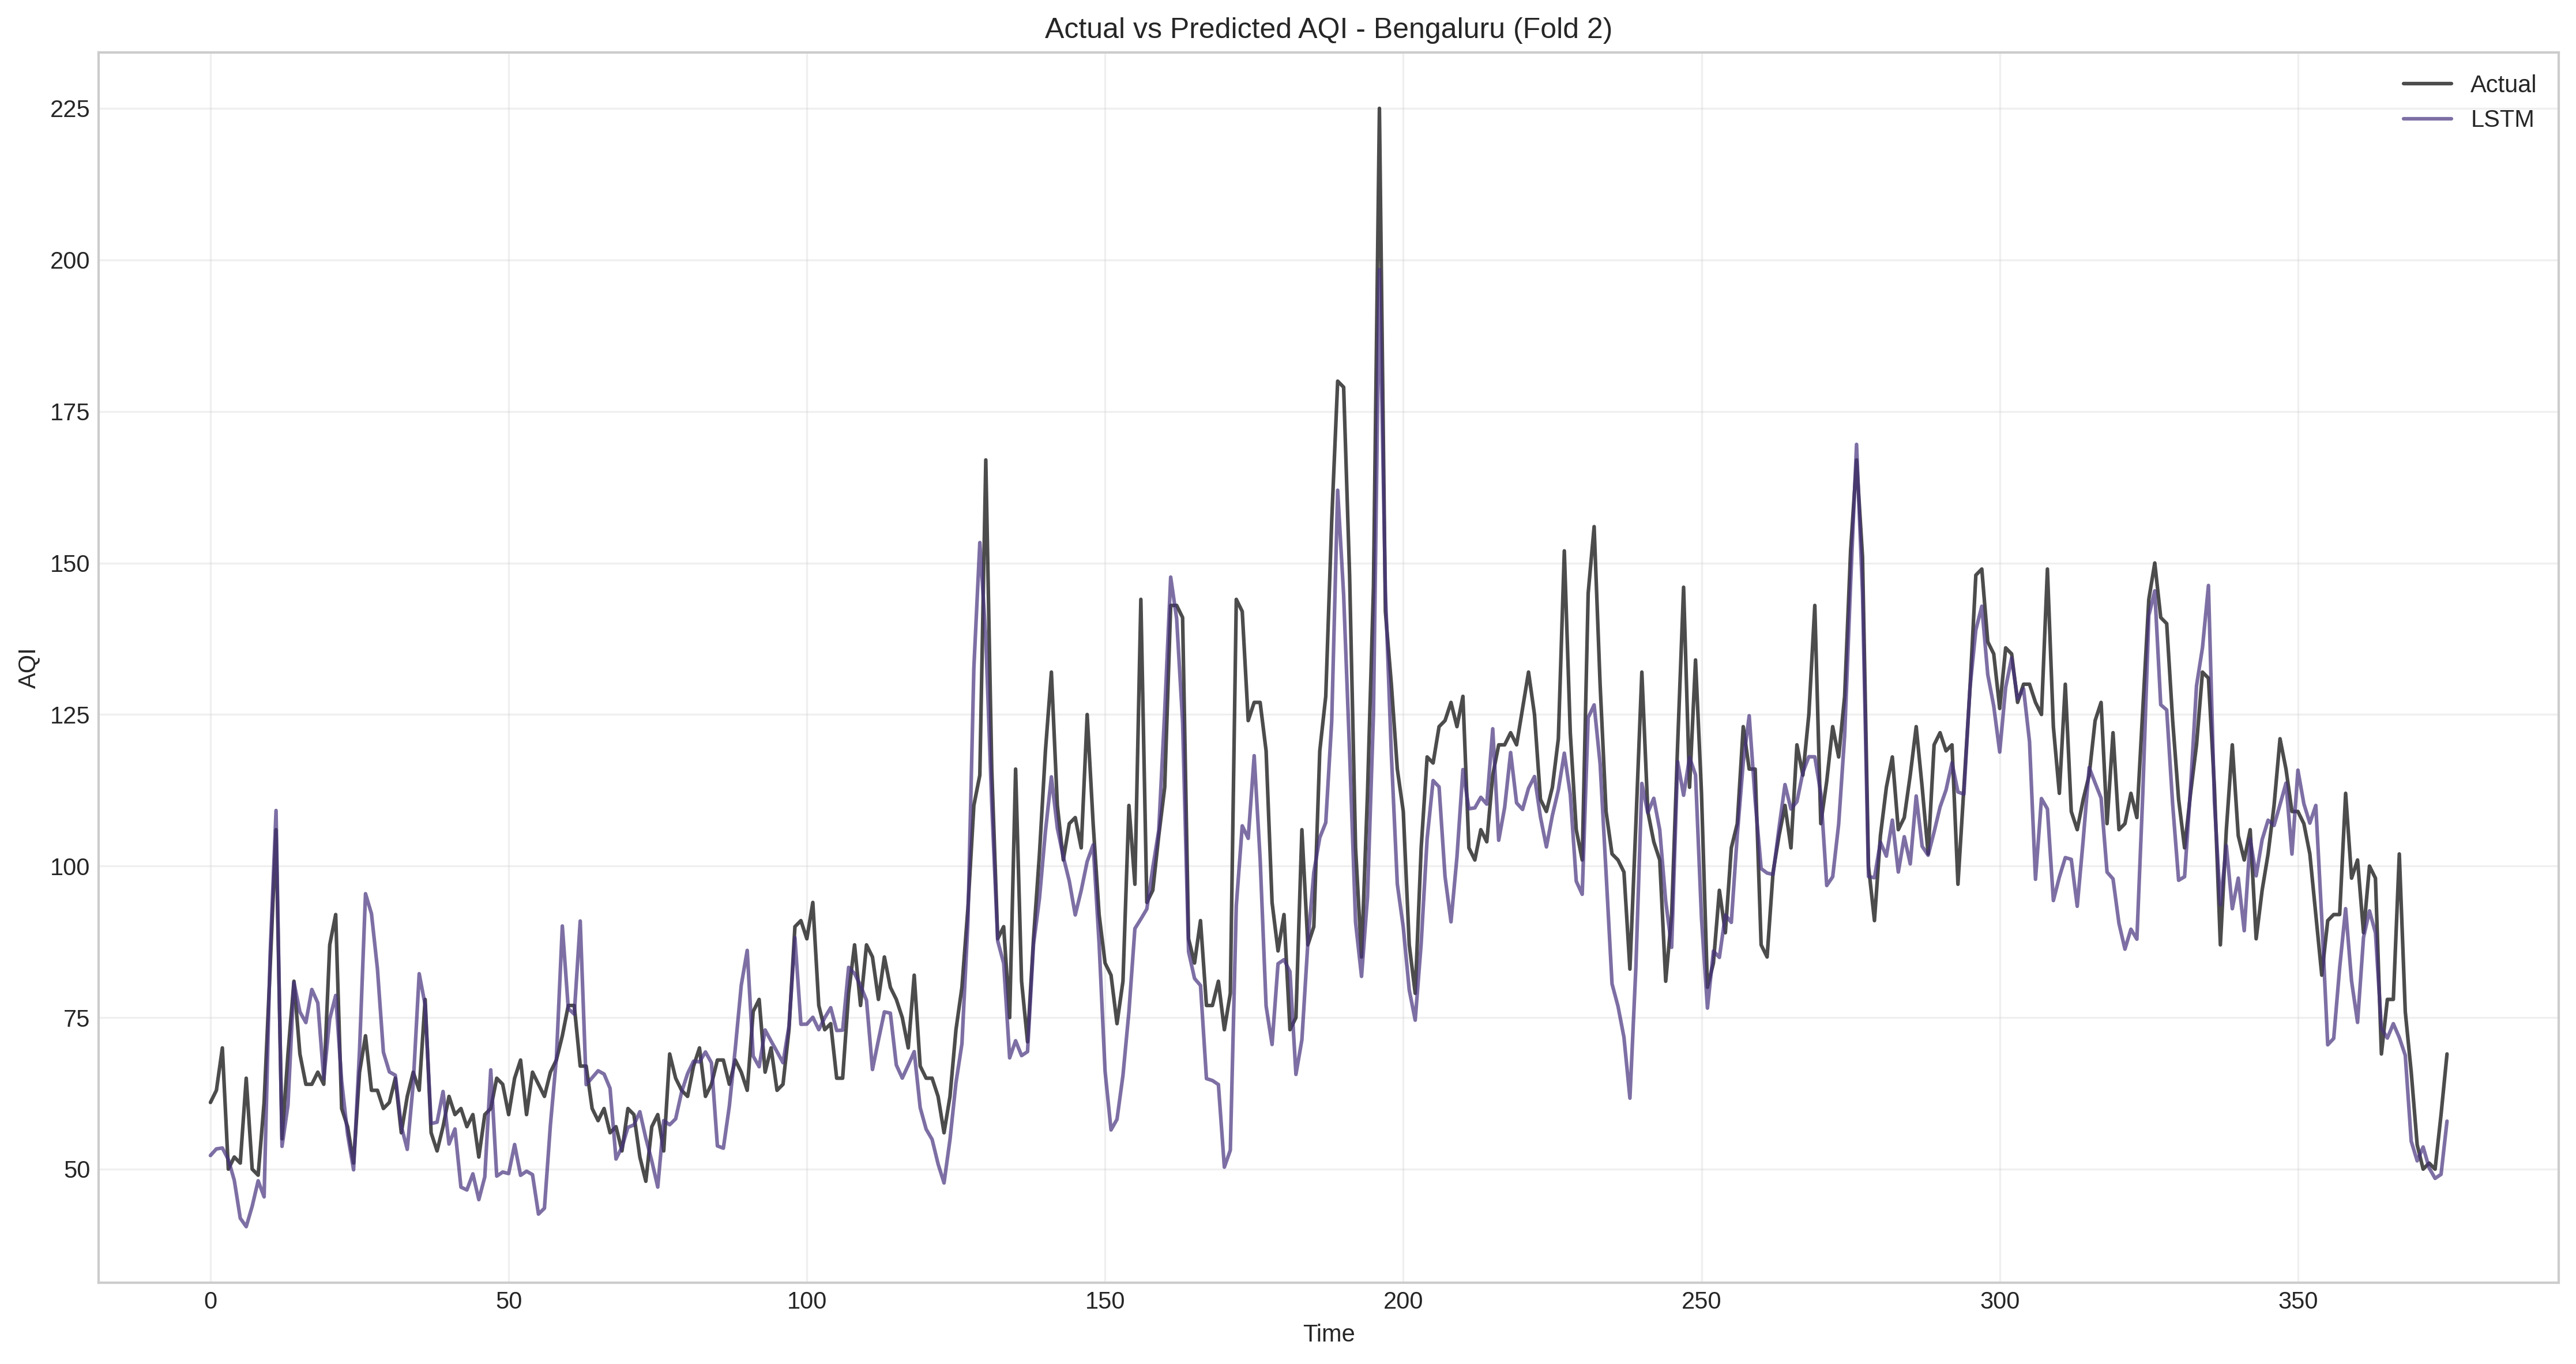 Actual vs Predicted AQI - Bengaluru (Fold 2)
Actual
LSTM
225
200
175
150
125
100
75
50
AQI
0 50 100 150 200 250 300 350
Time